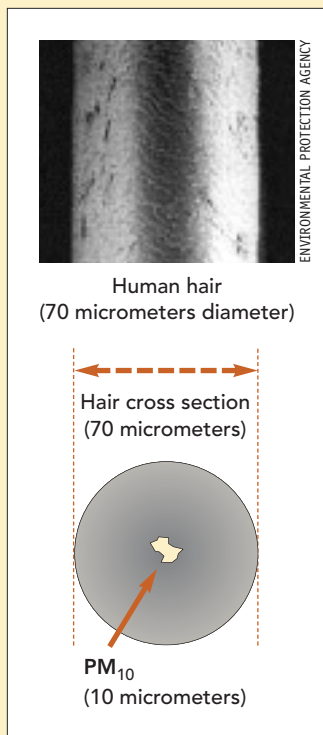 ENVIRONMENTAL PROTECTION AGENCY
Human hair
(70 micrometers diameter)
Hair cross section
(70 micrometers)
PM₁₀
(10 micrometers)